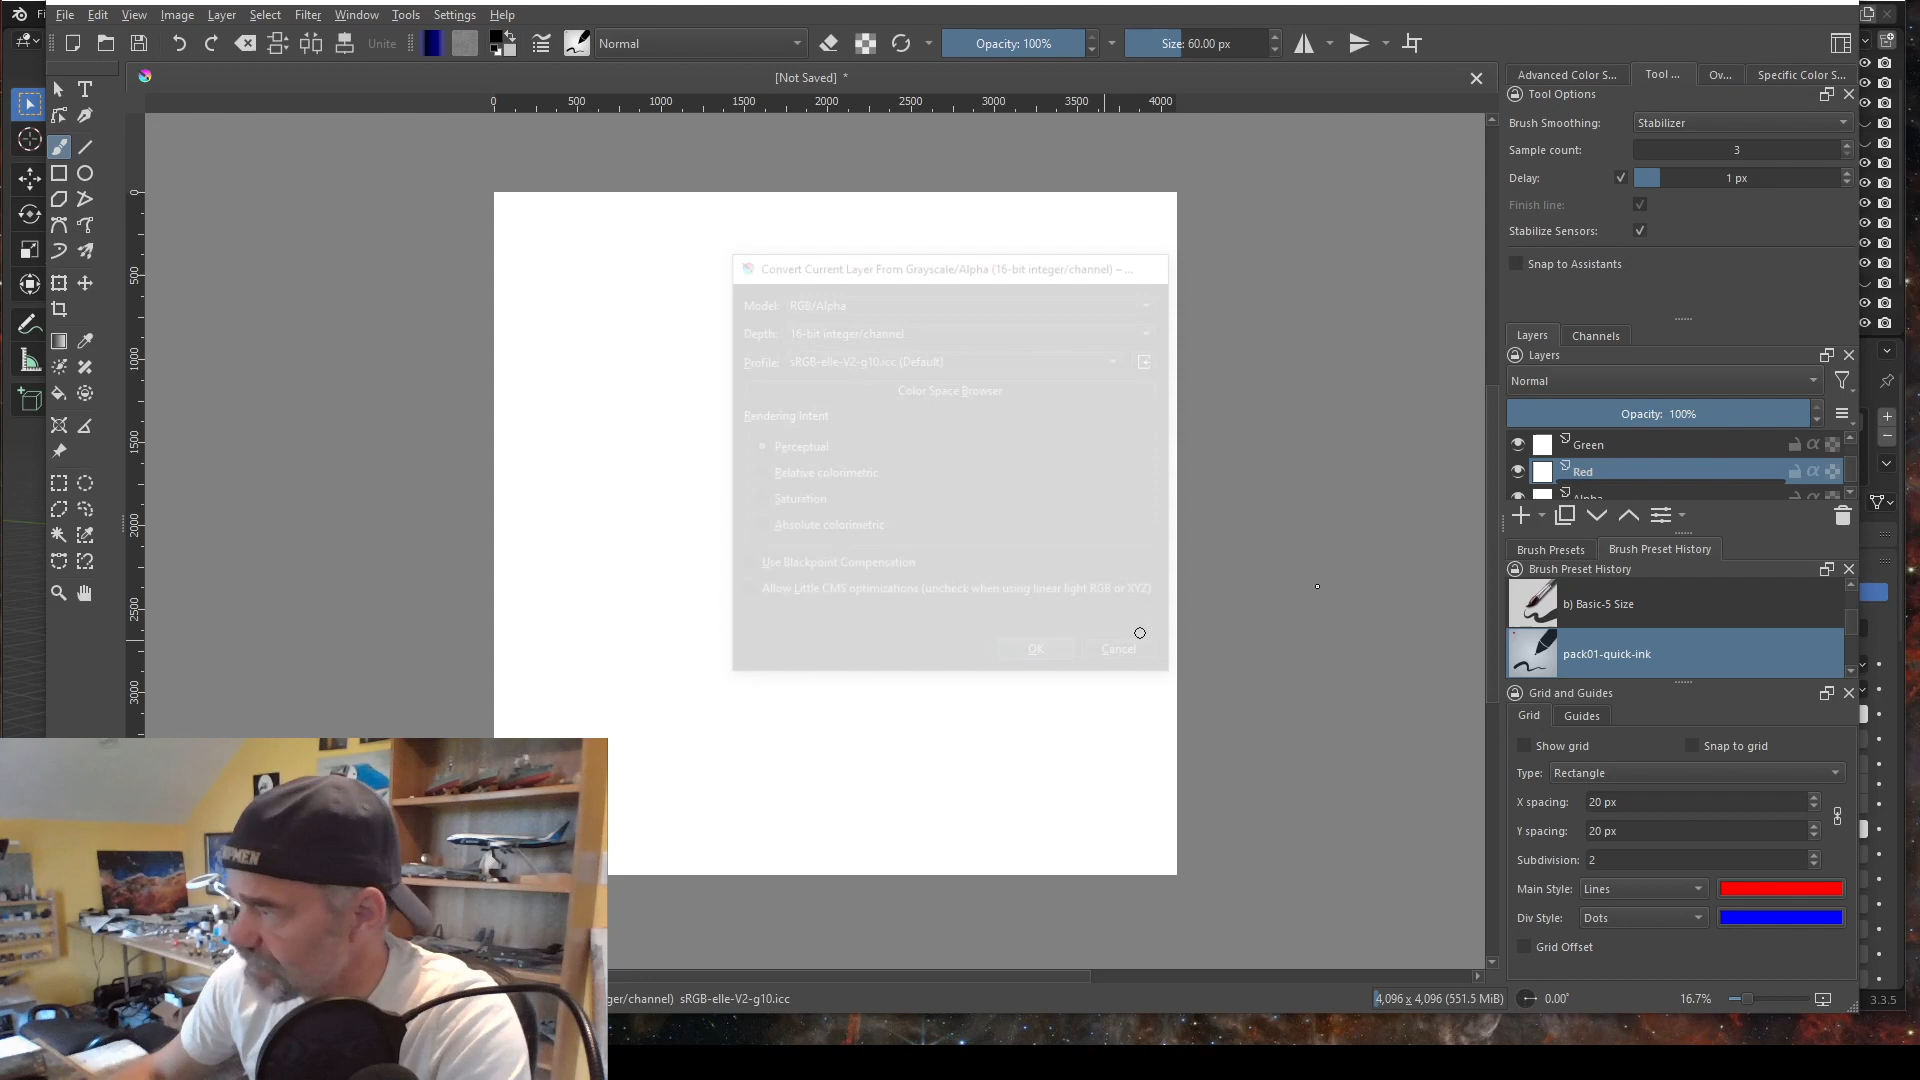 Fi
File Edit View Image Layer Select Filter Window Tools Settings Help
Unite
Normal
Opacity: 100%
Size: 60.00 px
[Not Saved] *
0 500 1000 1500 2000 2500 3000 3500 4000
0
500
1000
1500
2000
2500
3000
Advanced Color S... Tool ... Ov... Specific Color S...
Tool Options
Brush Smoothing: Stabilizer
Sample count: 3
Delay: 1 px
Finish line:
Stabilize Sensors:
Snap to Assistants
Convert Current Layer From Grayscale/Alpha (16-bit integer/channel) – ...
Model: RGB/Alpha
Depth: 16-bit integer/channel
Profile: sRGB-elle-V2-g10.icc (Default)
Color Space Browser
Rendering Intent
Perceptual
Relative colorimetric
Saturation
Absolute colorimetric
Use Blackpoint Compensation
Allow Little CMS optimizations (uncheck when using linear light RGB or XYZ)
OK Cancel
Layers Channels
Layers
Normal
Opacity: 100%
Green
Red
Alpha
Brush Presets Brush Preset History
Brush Preset History
b) Basic-5 Size
pack01-quick-ink
Grid and Guides
Grid Guides
Show grid Snap to grid
Type: Rectangle
X spacing: 20 px
Y spacing: 20 px
Subdivision: 2
Main Style: Lines
Div Style: Dots
Grid Offset
ger/channel) sRGB-elle-V2-g10.icc
4,096 x 4,096 (551.5 MiB)
0.00°
16.7%
3.3.5